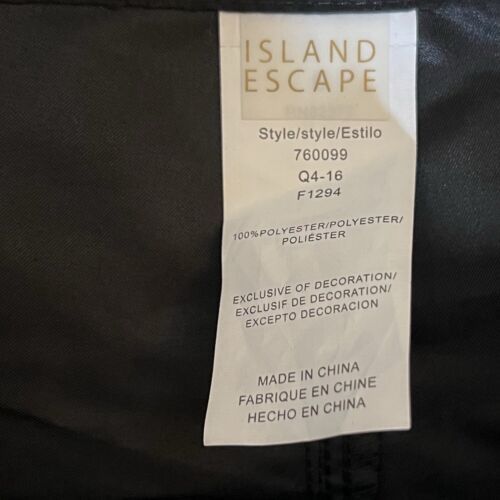 ISLAND
ESCAPE
Style/style/Estilo
760099
Q4-16
F1294
100%POLYESTER/POLYESTER/
POLIÉSTER
EXCLUSIVE OF DECORATION/
EXCLUSIF DE DECORATION/
EXCEPTO DECORACION
MADE IN CHINA
FABRIQUE EN CHINE
HECHO EN CHINA